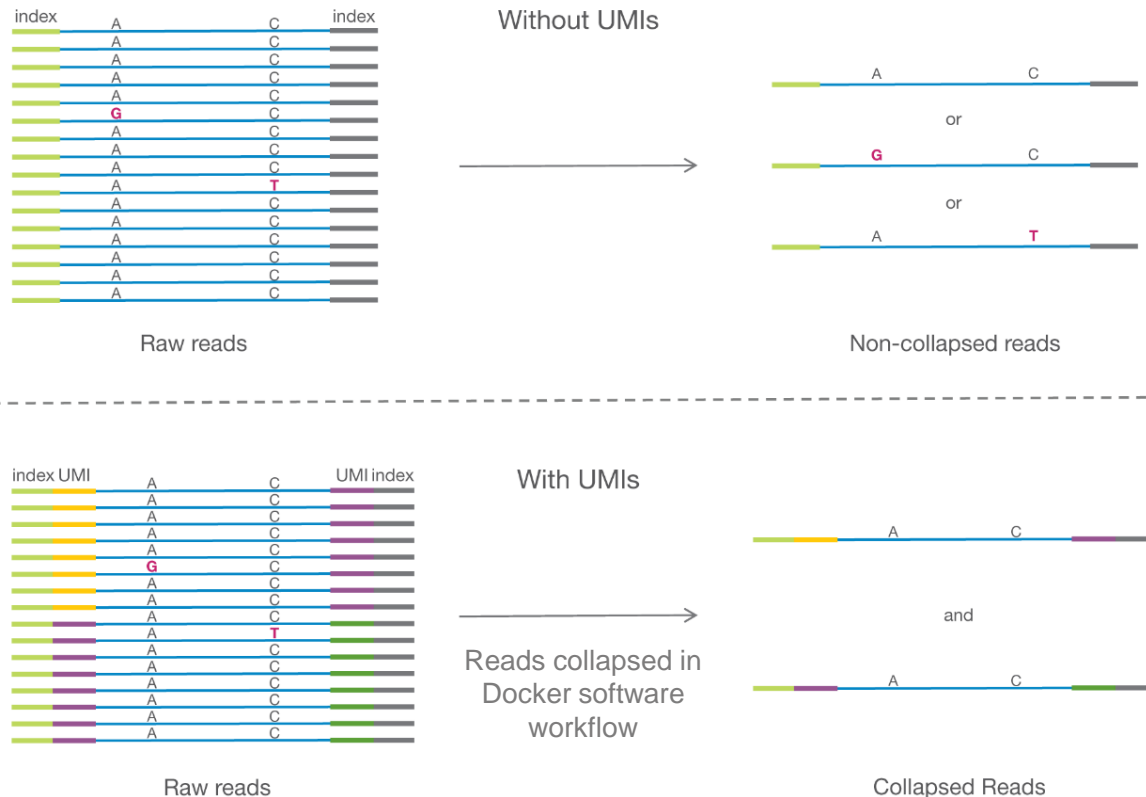 index
index
Without UMIs
A C
A C
A C
A C
A C
G C
A C
A C
A C
A T
A C
A C
A C
A C
A C
A C
Raw reads
A C
or
G C
or
A T
Non-collapsed reads
index UMI
UMI index
With UMIs
A C
A C
A C
A C
A C
G C
A C
A C
A C
A T
A C
A C
A C
A C
A C
A C
Raw reads
Reads collapsed in
Docker software
workflow
A C
and
A C
Collapsed Reads